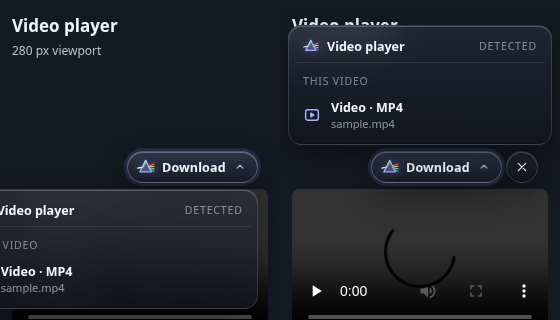 Video player
280 px viewport
Download
Video player DETECTED
VIDEO
Video · MP4
sample.mp4
Video player
Video player DETECTED
THIS VIDEO
Video · MP4
sample.mp4
Download
0:00